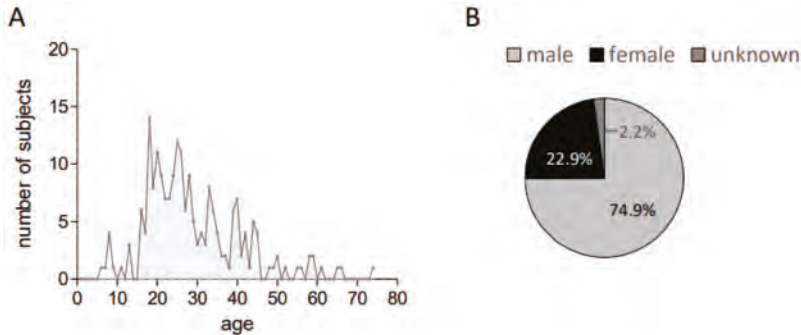 A
20
15
10
5
0
number of subjects
0 10 20 30 40 50 60 70 80
age
B
male female unknown
2.2%
22.9%
74.9%